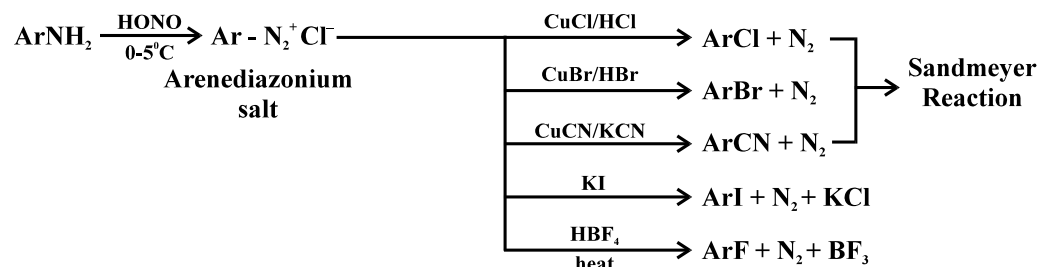 ArNH₂ HONO 0-5⁰C Ar - N₂⁺Cl⁻
Arenediazonium
salt
CuCl/HCl ArCl + N₂
CuBr/HBr ArBr + N₂
CuCN/KCN ArCN + N₂
Sandmeyer
Reaction
KI ArI + N₂ + KCl
HBF₄ heat ArF + N₂ + BF₃